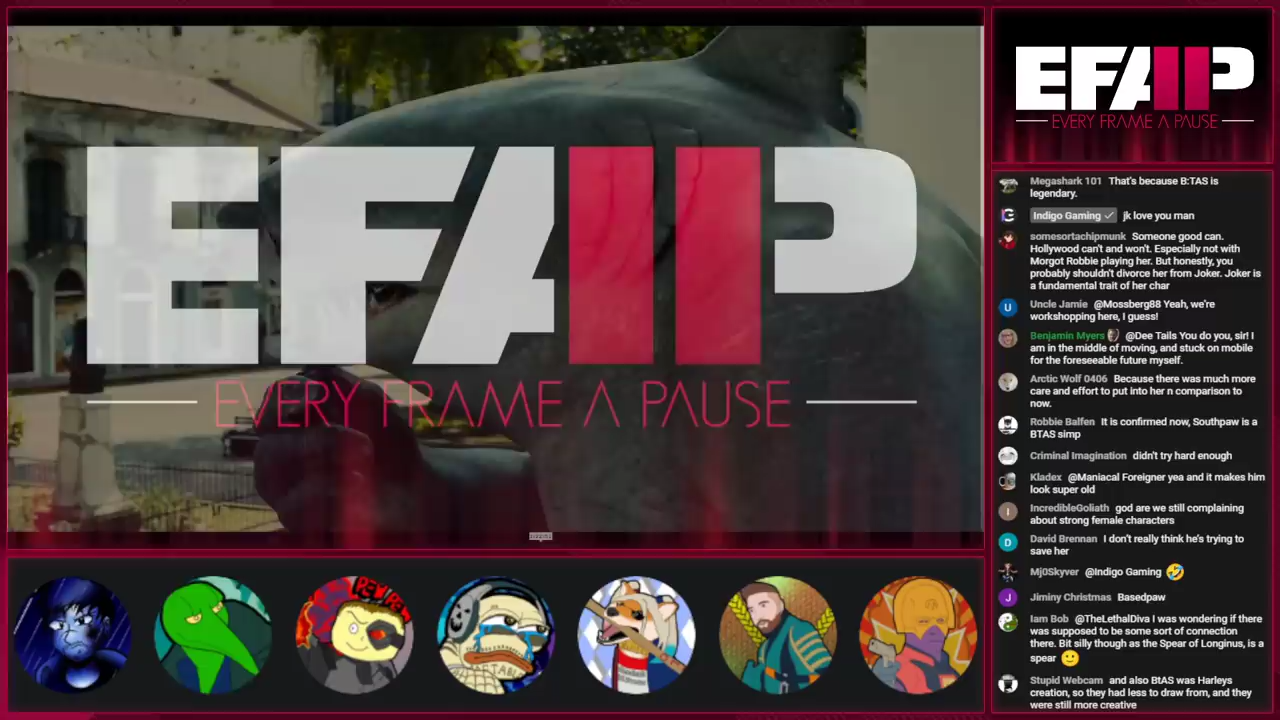 EFAP
EVERY FRAME A PAUSE
EFAP
EVERY FRAME A PAUSE
Megashark 101 That's because B:TAS is
legendary.
Indigo Gaming jk love you man
somesortachipmunk Someone good can.
Hollywood can't and won't. Especially not with
Morgot Robbie playing her. But honestly, you
probably shouldn't divorce her from Joker. Joker is
a fundamental trait of her char
U
Uncle Jamie @Mossberg88 Yeah, we're
workshopping here, I guess!
Benjamin Myers @Dee Tails You do you, sir! I
am in the middle of moving, and stuck on mobile
for the foreseeable future myself.
Arctic Wolf 0406 Because there was much more
care and effort to put into her n comparison to
now.
Robbie Balfen It is confirmed now, Southpaw is a
BTAS simp
Criminal Imagination didn't try hard enough
Kladex @Maniacal Foreigner yea and it makes him
look super old
I
IncredibleGoliath god are we still complaining
about strong female characters
D
David Brennan I don't really think he's trying to
save her
Mj0Skyver @Indigo Gaming 🤣
J
Jiminy Christmas Basedpaw
Iam Bob @TheLethalDiva I was wondering if there
was supposed to be some sort of connection
there. Bit silly though as the Spear of Longinus, is a
spear 🙂
Stupid Webcam and also BtAS was Harleys
creation, so they had less to draw from, and they
were still more creative